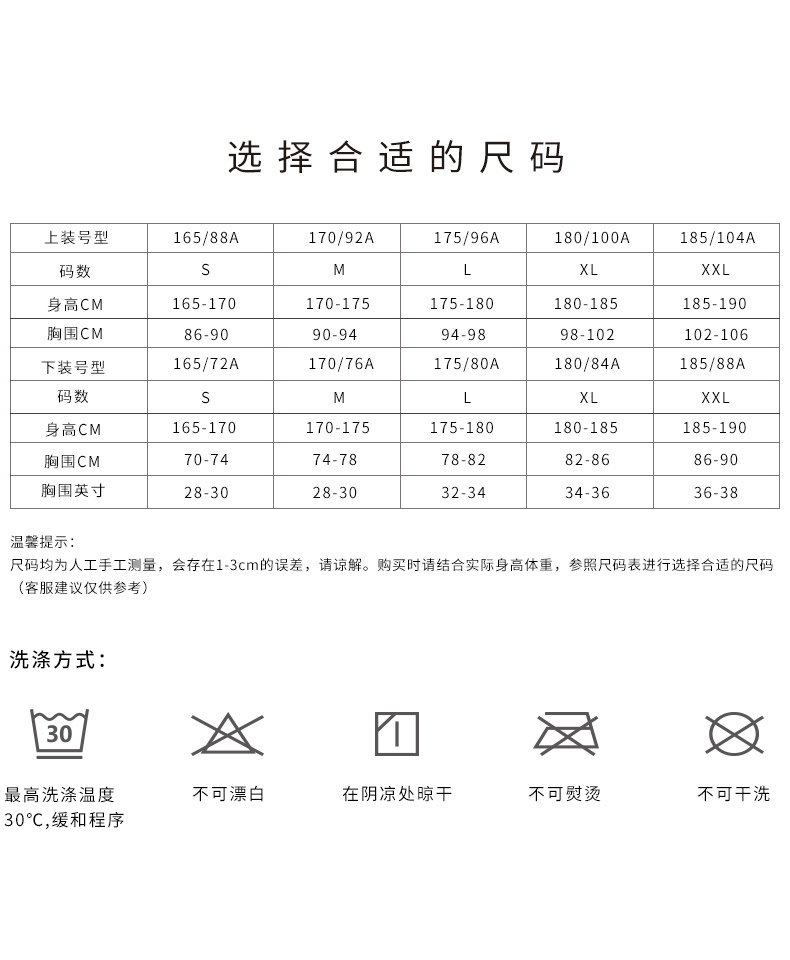 选择合适的尺码
上装号型 165/88A 170/92A 175/96A 180/100A 185/104A
码数 S M L XL XXL
身高CM 165-170 170-175 175-180 180-185 185-190
胸围CM 86-90 90-94 94-98 98-102 102-106
下装号型 165/72A 170/76A 175/80A 180/84A 185/88A
码数 S M L XL XXL
身高CM 165-170 170-175 175-180 180-185 185-190
胸围CM 70-74 74-78 78-82 82-86 86-90
胸围英寸 28-30 28-30 32-34 34-36 36-38
温馨提示：
尺码均为人工手工测量，会存在1-3cm的误差，请谅解。购买时请结合实际身高体重，参照尺码表进行选择合适的尺码
（客服建议仅供参考）
洗涤方式：
30
最高洗涤温度 不可漂白 在阴凉处晾干 不可熨烫 不可干洗
30℃,缓和程序